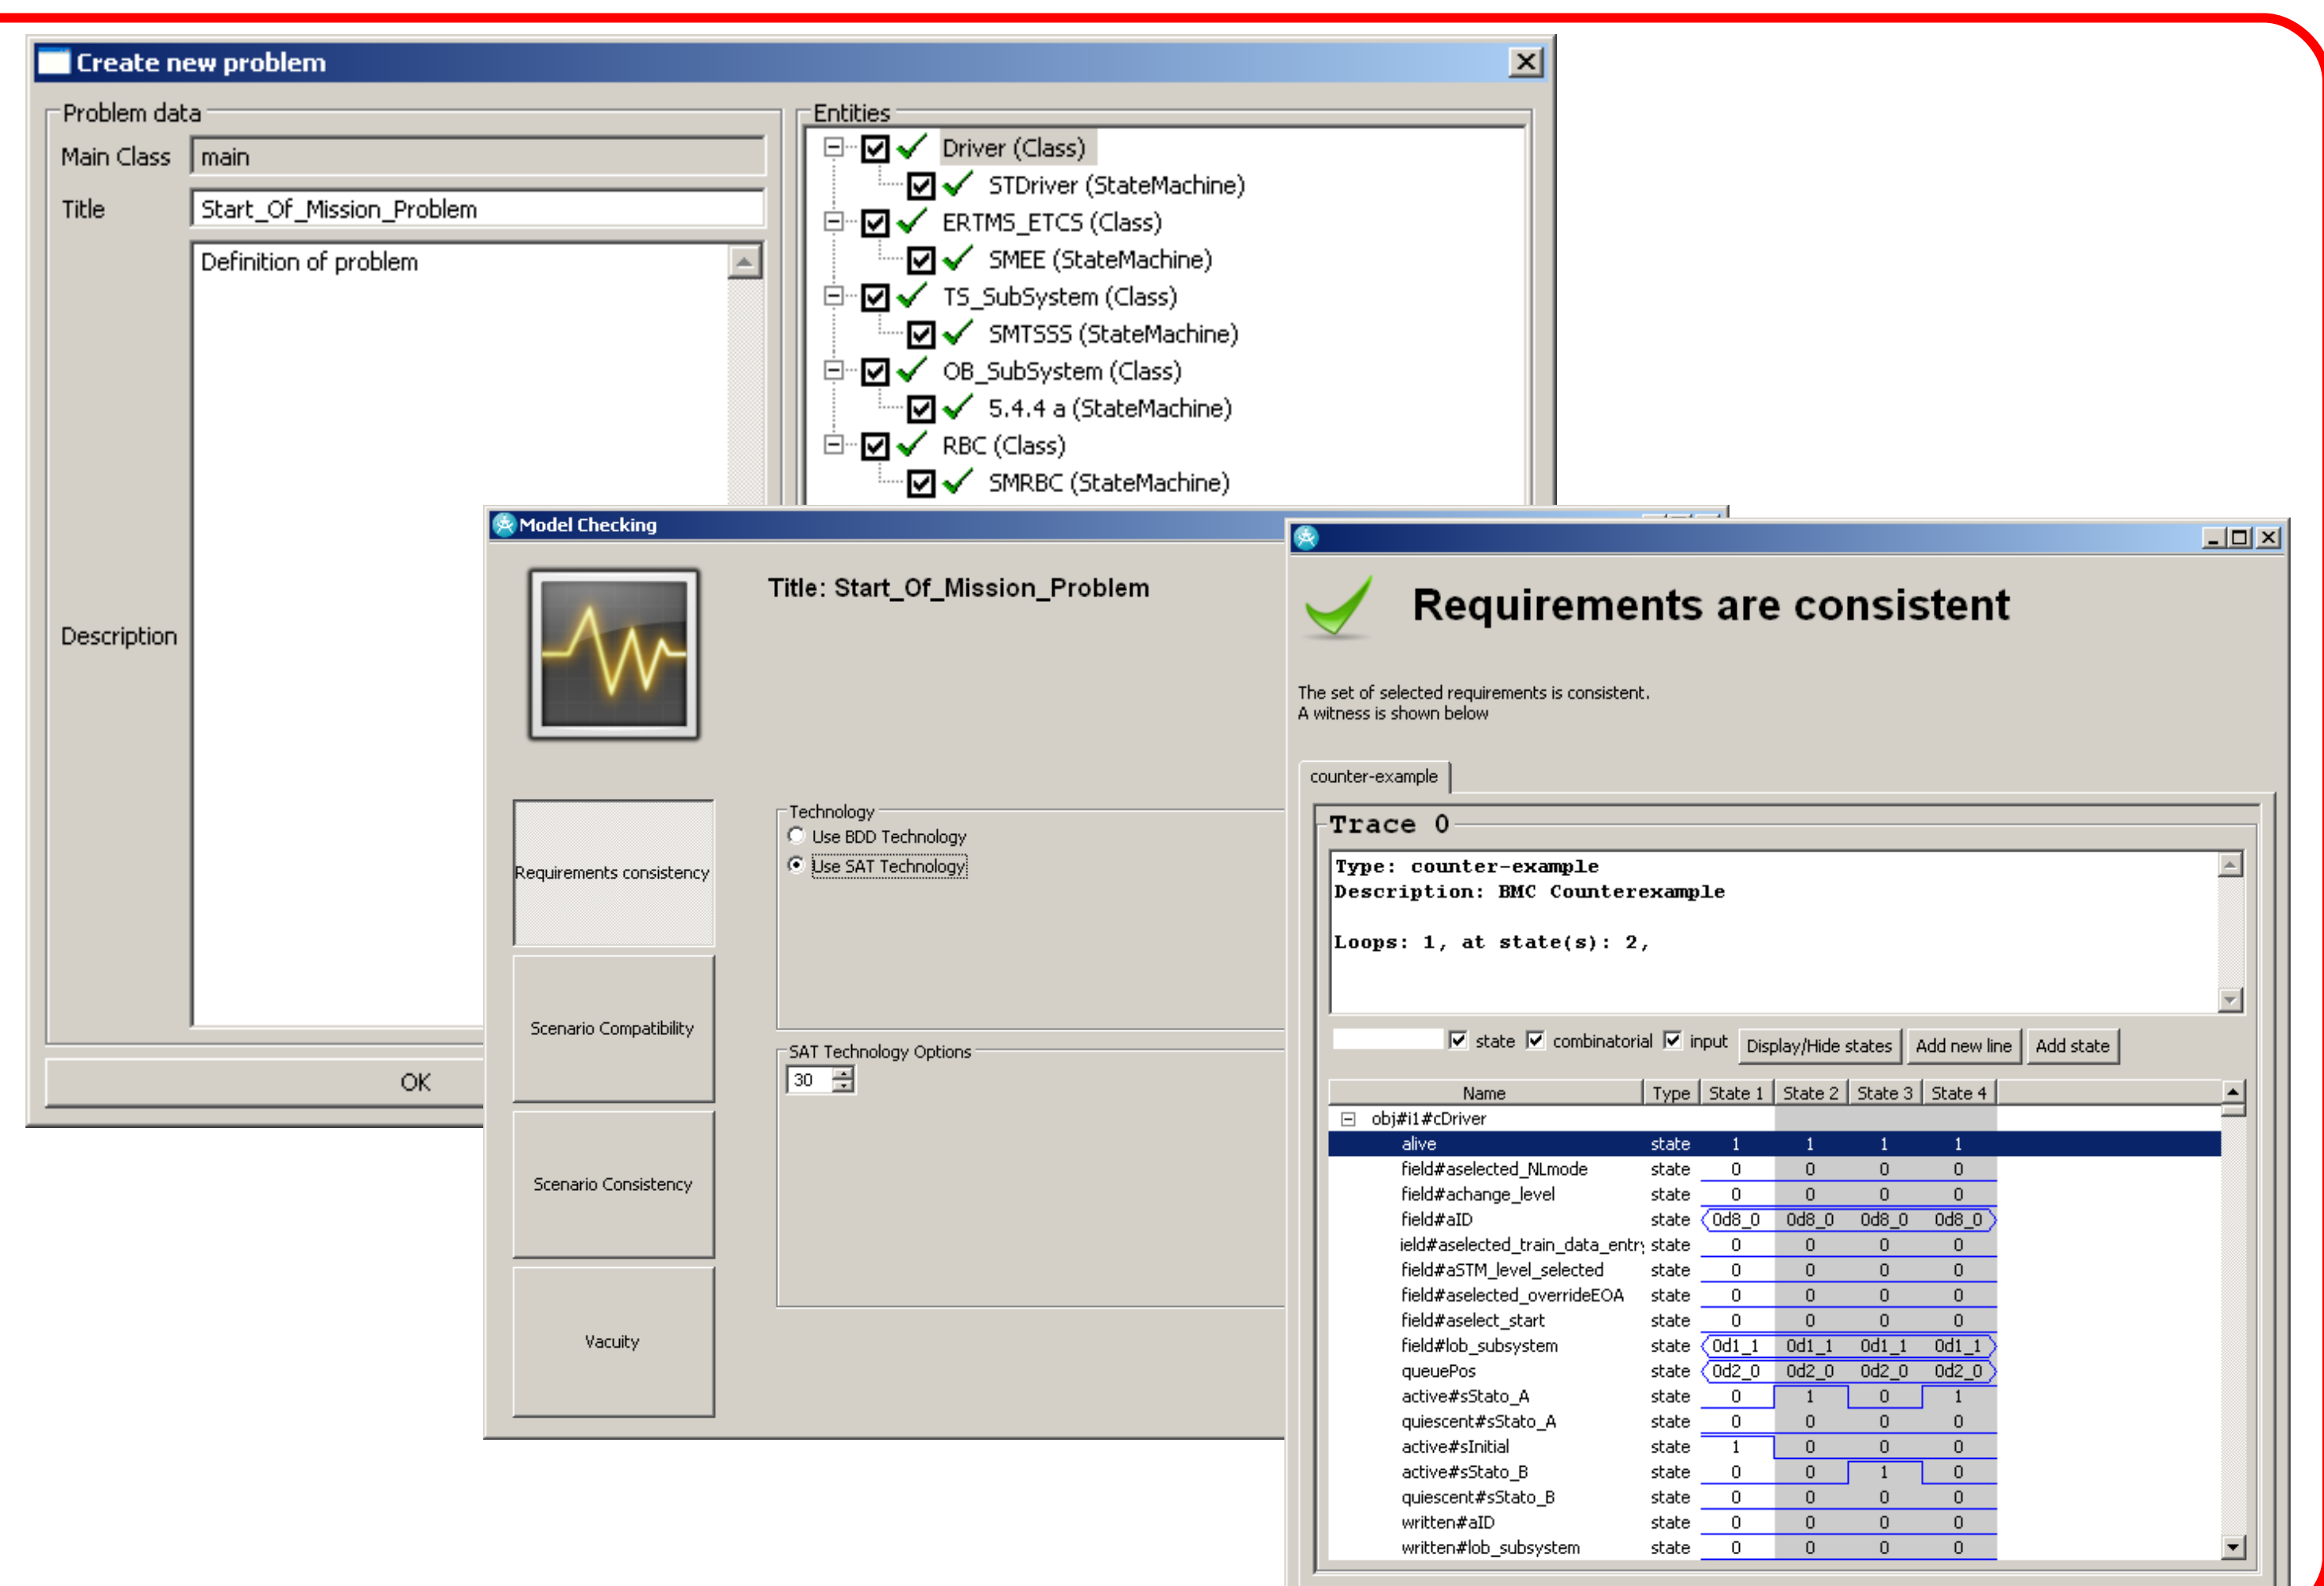 Create new problem
Problem data
Main Class main
Title Start_Of_Mission_Problem
Definition of problem
Description
OK
Entities
Driver (Class)
STDriver (StateMachine)
ERTMS_ETCS (Class)
SMEE (StateMachine)
TS_SubSystem (Class)
SMTSSS (StateMachine)
OB_SubSystem (Class)
5.4.4 a (StateMachine)
RBC (Class)
SMRBC (StateMachine)
Model Checking
Title: Start_Of_Mission_Problem
Requirements consistency
Scenario Compatibility
Scenario Consistency
Vacuity
Technology
Use BDD Technology
Use SAT Technology
SAT Technology Options
30
Requirements are consistent
The set of selected requirements is consistent.
A witness is shown below
counter-example
Trace 0
Type: counter-example
Description: BMC Counterexample
Loops: 1, at state(s): 2,
state combinatorial input Display/Hide states Add new line Add state
Name Type State 1 State 2 State 3 State 4
obj#i1#cDriver
alive state 1 1 1 1
field#aselected_NLmode state 0 0 0 0
field#achange_level state 0 0 0 0
field#aID state 0d8_0 0d8_0 0d8_0 0d8_0
ield#aselected_train_data_entry state 0 0 0 0
field#aSTM_level_selected state 0 0 0 0
field#aselected_overrideEOA state 0 0 0 0
field#aselect_start state 0 0 0 0
field#lob_subsystem state 0d1_1 0d1_1 0d1_1 0d1_1
queuePos state 0d2_0 0d2_0 0d2_0 0d2_0
active#sStato_A state 0 1 0 1
quiescent#sStato_A state 0 0 0 0
active#sInitial state 1 0 0 0
active#sStato_B state 0 0 1 0
quiescent#sStato_B state 0 0 0 0
written#aID state 0 0 0 0
written#lob_subsystem state 0 0 0 0